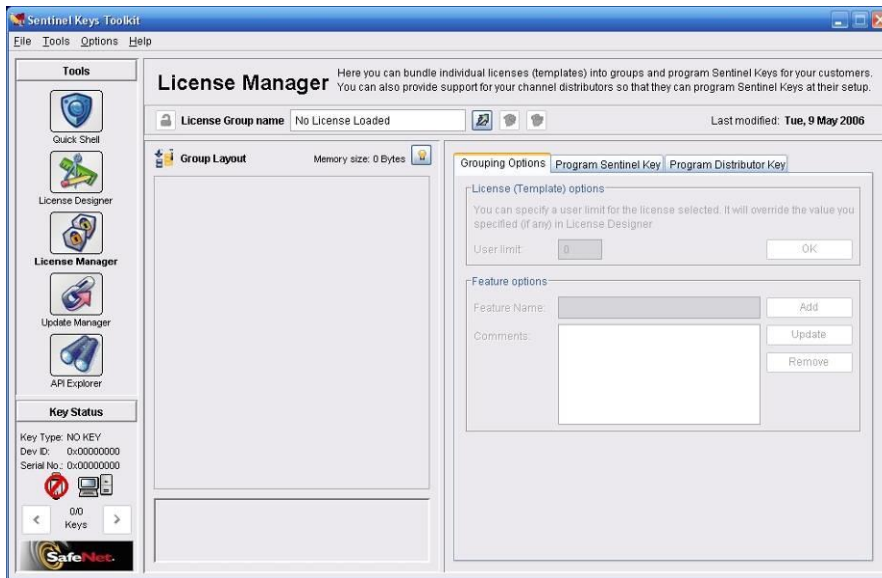 Sentinel Keys Toolkit
File Tools Options Help
Tools
Quick Shell
License Designer
License Manager
Update Manager
API Explorer
Key Status
Key Type: NO KEY
Dev ID: 0x00000000
Serial No.: 0x00000000
0/0
Keys
SafeNet.
License Manager
Here you can bundle individual licenses (templates) into groups and program Sentinel Keys for your customers.
You can also provide support for your channel distributors so that they can program Sentinel Keys at their setup.
License Group name No License Loaded
Last modified: Tue, 9 May 2006
Group Layout Memory size: 0 Bytes
Grouping Options Program Sentinel Key Program Distributor Key
License (Template) options
You can specify a user limit for the license selected. It will override the value you
specified (if any) in License Designer
User limit: 0 OK
Feature options
Feature Name: Add
Comments: Update
Remove